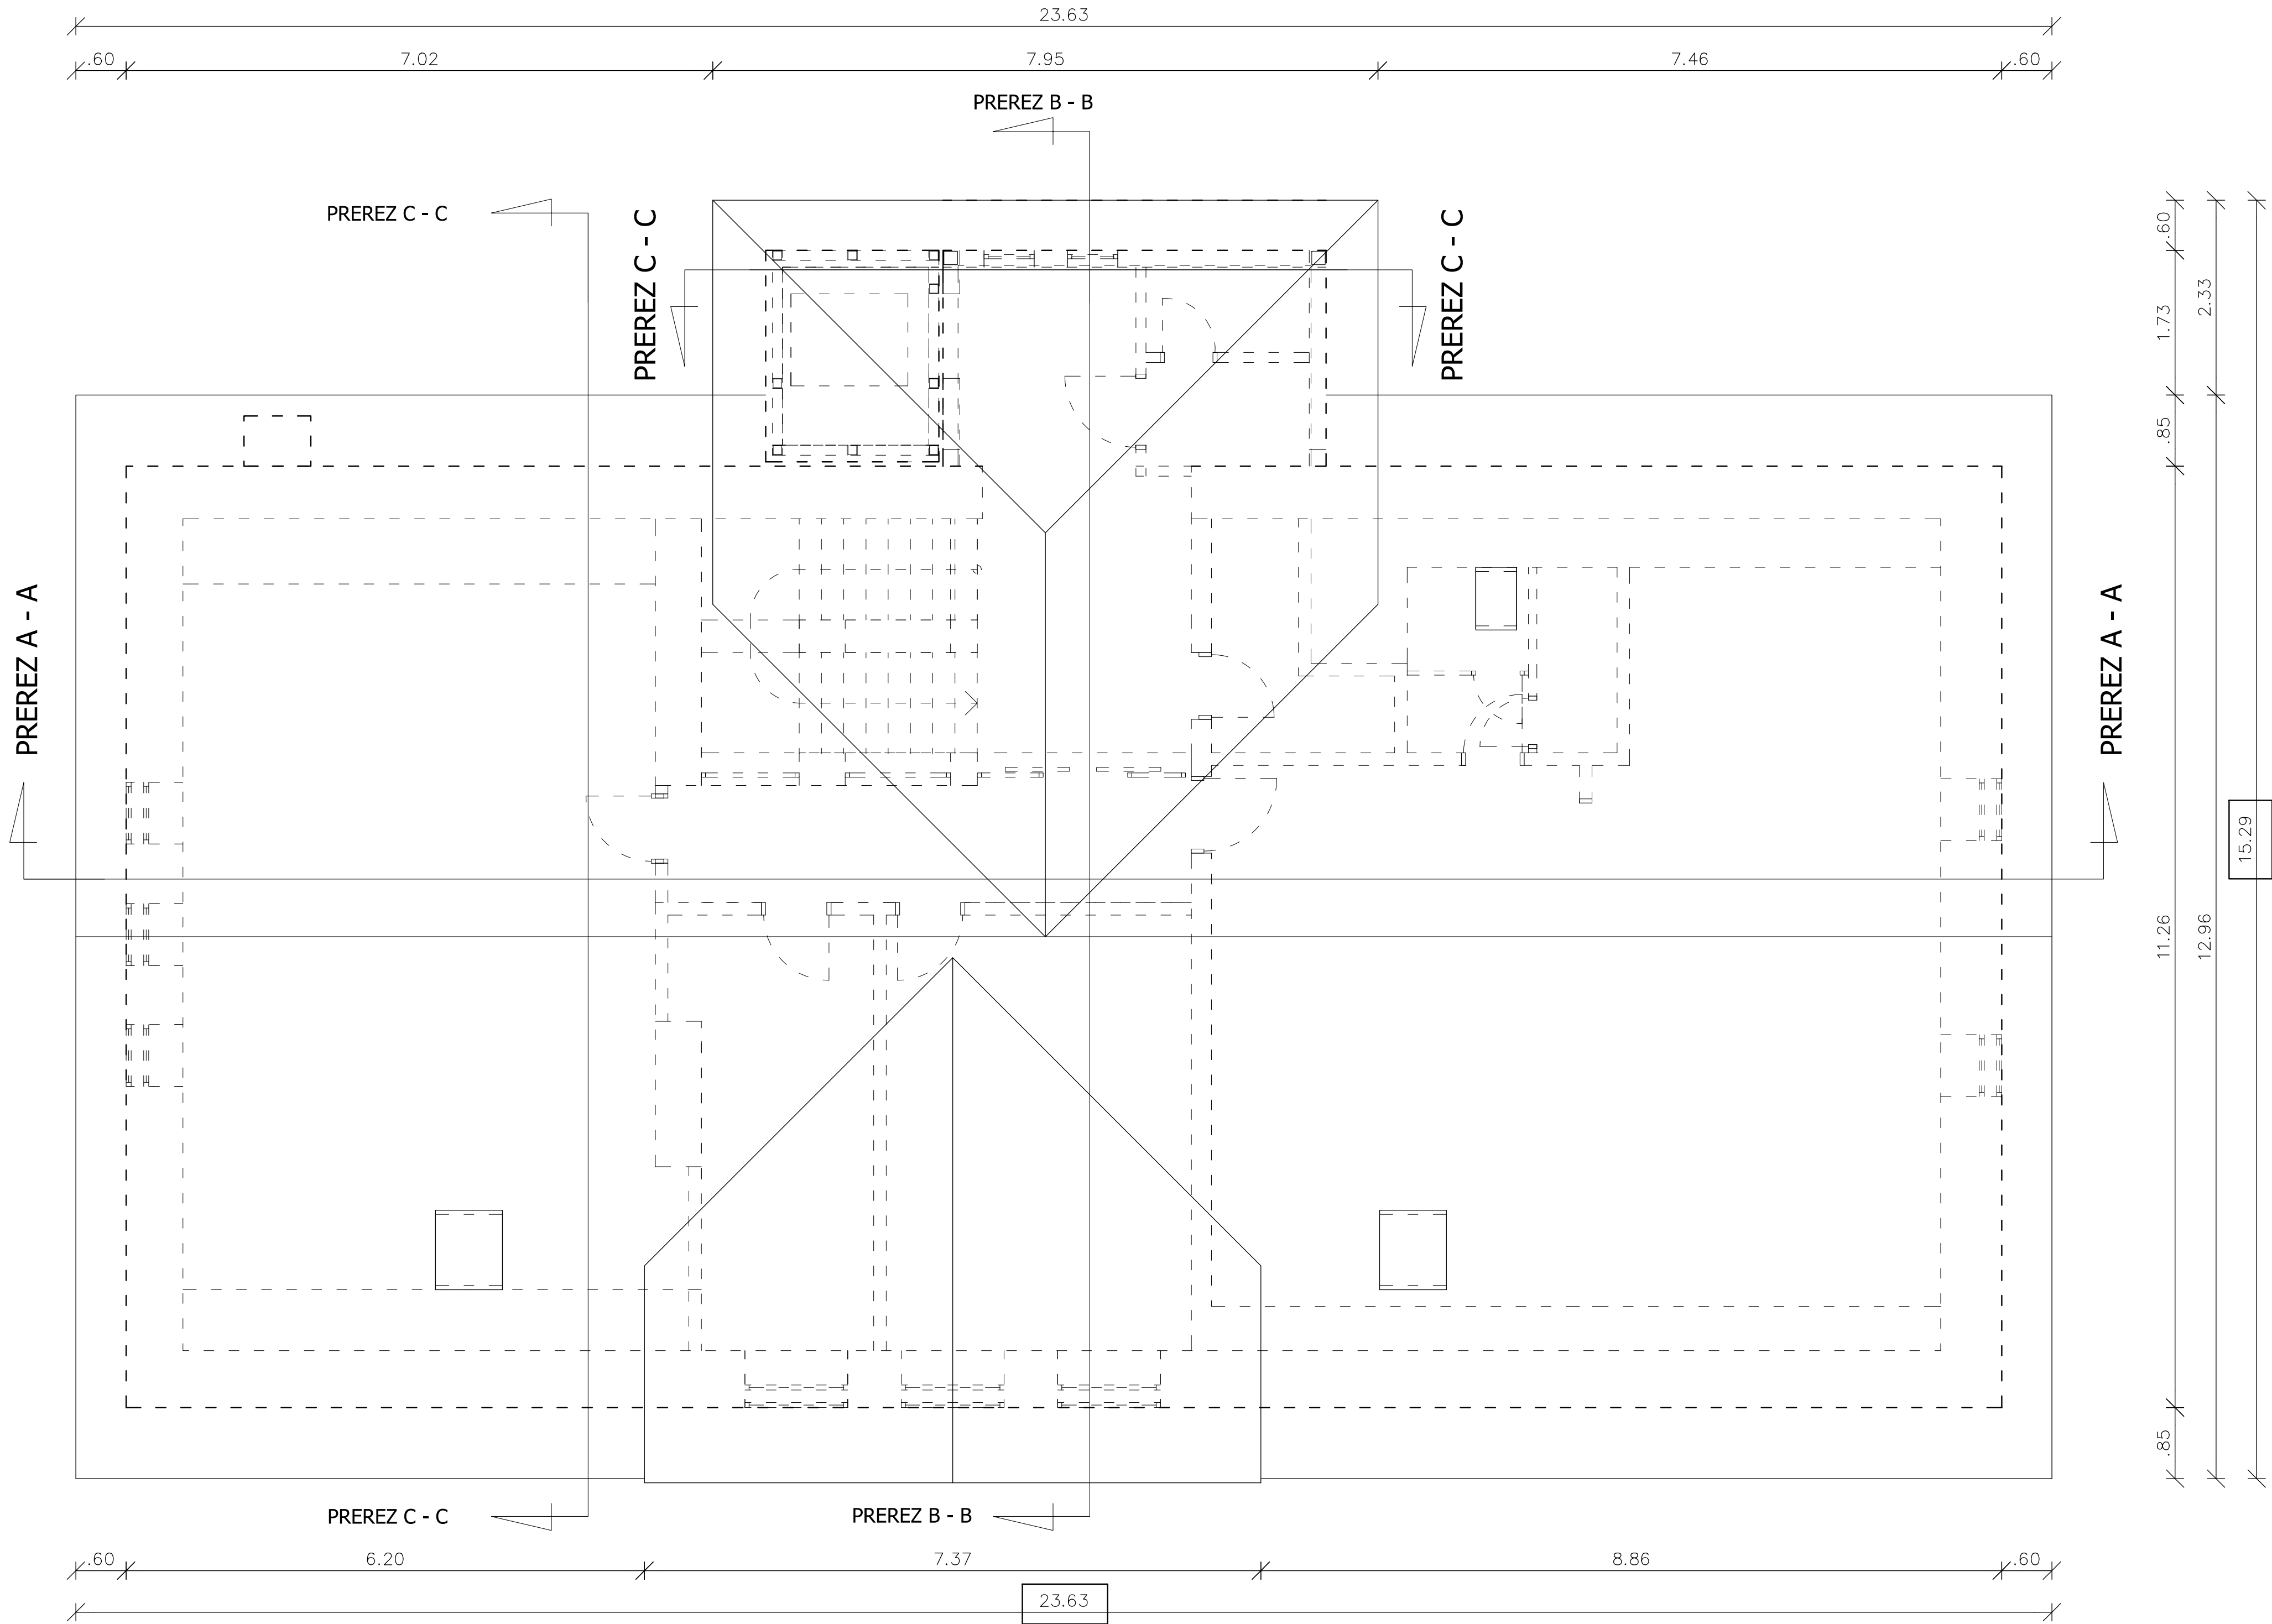 23.63
.60
7.02
7.95
7.46
.60
PREREZ B - B
PREREZ C - C
PREREZ C - C
PREREZ C - C
.60
1.73
2.33
.85
PREREZ A - A
PREREZ A - A
15.29
11.26
12.96
.85
PREREZ C - C
PREREZ B - B
.60
6.20
7.37
8.86
.60
23.63